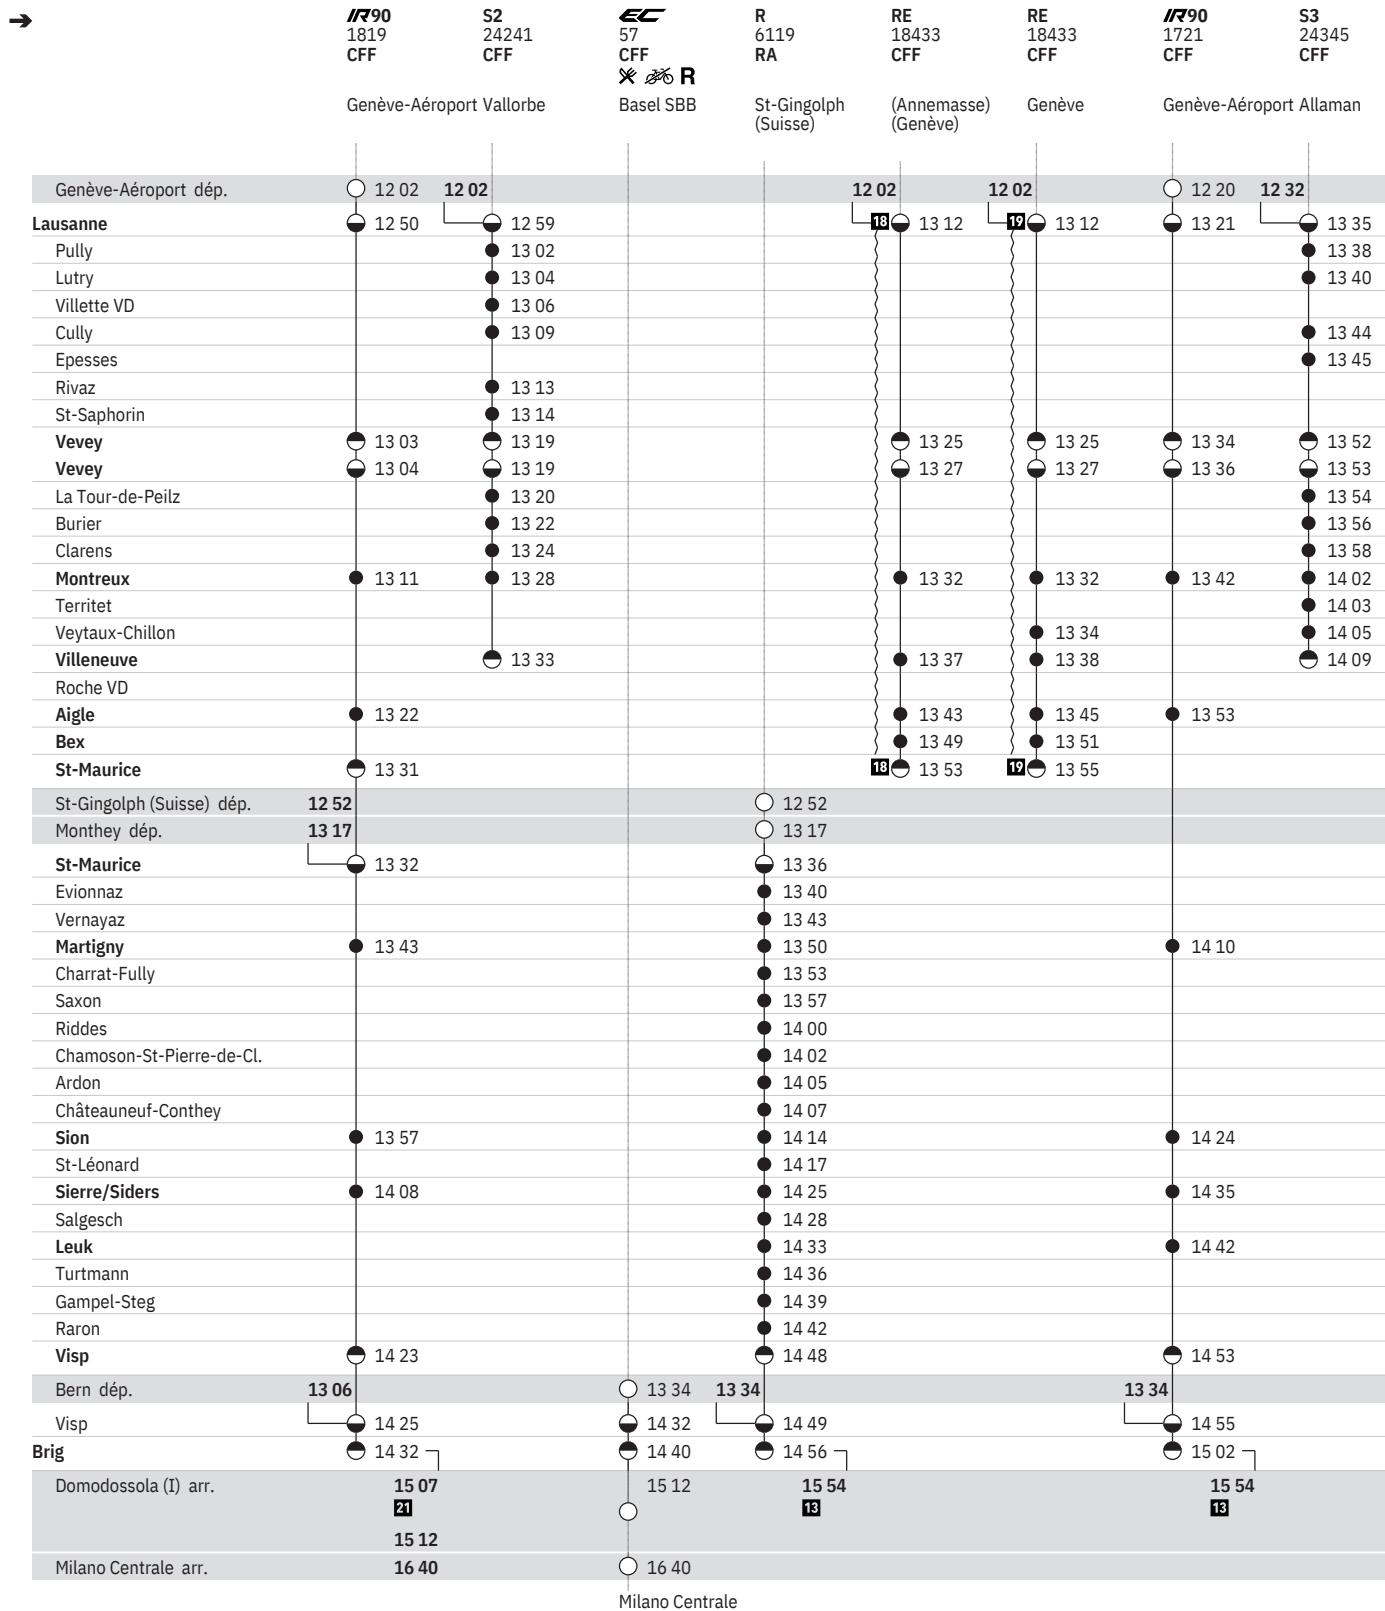 ➔ IR90 S2 EC R RE RE IR90 S3
1819 24241 57 6119 18433 18433 1721 24345
CFF CFF CFF RA CFF CFF CFF CFF
R
Genève-Aéroport Vallorbe Basel SBB St-Gingolph (Annemasse) Genève Genève-Aéroport Allaman
(Suisse) (Genève)
Genève-Aéroport dép. 12 02 12 02 12 02 12 02 12 20 12 32
Lausanne 12 50 12 59 18 13 12 19 13 12 13 21 13 35
Pully 13 02 13 38
Lutry 13 04 13 40
Villette VD 13 06
Cully 13 09 13 44
Epesses 13 45
Rivaz 13 13
St-Saphorin 13 14
Vevey 13 03 13 19 13 25 13 25 13 34 13 52
Vevey 13 04 13 19 13 27 13 27 13 36 13 53
La Tour-de-Peilz 13 20 13 54
Burier 13 22 13 56
Clarens 13 24 13 58
Montreux 13 11 13 28 13 32 13 32 13 42 14 02
Territet 14 03
Veytaux-Chillon 13 34 14 05
Villeneuve 13 33 13 37 13 38 14 09
Roche VD
Aigle 13 22 13 43 13 45 13 53
Bex 13 49 13 51
St-Maurice 13 31 18 13 53 19 13 55
St-Gingolph (Suisse) dép. 12 52 12 52
Monthey dép. 13 17 13 17
St-Maurice 13 32 13 36
Evionnaz 13 40
Vernayaz 13 43
Martigny 13 43 13 50 14 10
Charrat-Fully 13 53
Saxon 13 57
Riddes 14 00
Chamoson-St-Pierre-de-Cl. 14 02
Ardon 14 05
Châteauneuf-Conthey 14 07
Sion 13 57 14 14 14 24
St-Léonard 14 17
Sierre/Siders 14 08 14 25 14 35
Salgesch 14 28
Leuk 14 33 14 42
Turtmann 14 36
Gampel-Steg 14 39
Raron 14 42
Visp 14 23 14 48 14 53
Bern dép. 13 06 13 34 13 34 13 34
Visp 14 25 14 32 14 49 14 55
Brig 14 32 14 40 14 56 15 02
Domodossola (I) arr. 15 07 15 12 15 54 15 54
21 13 13
15 12
Milano Centrale arr. 16 40 16 40
Milano Centrale